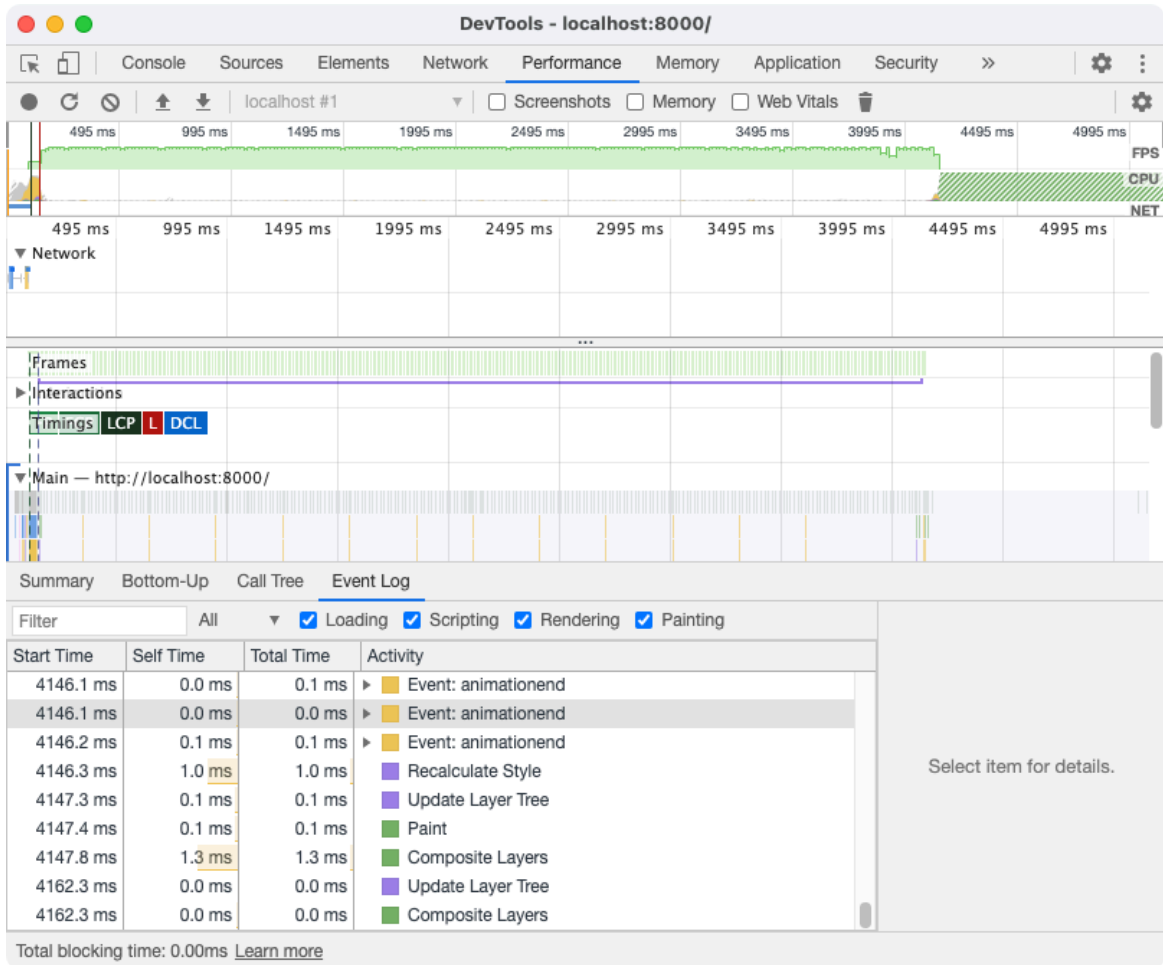 DevTools - localhost:8000/
Console Sources Elements Network Performance Memory Application Security »
localhost #1 Screenshots Memory Web Vitals
495 ms 995 ms 1495 ms 1995 ms 2495 ms 2995 ms 3495 ms 3995 ms 4495 ms 4995 ms
FPS
CPU
NET
495 ms 995 ms 1495 ms 1995 ms 2495 ms 2995 ms 3495 ms 3995 ms 4495 ms 4995 ms
Network
...
Frames
Interactions
Timings LCP L DCL
Main — http://localhost:8000/
Summary Bottom-Up Call Tree Event Log
Filter All Loading Scripting Rendering Painting
Start Time Self Time Total Time Activity
4146.1 ms 0.0 ms 0.1 ms Event: animationend
4146.1 ms 0.0 ms 0.0 ms Event: animationend
4146.2 ms 0.1 ms 0.1 ms Event: animationend
4146.3 ms 1.0 ms 1.0 ms Recalculate Style
4147.3 ms 0.1 ms 0.1 ms Update Layer Tree
4147.4 ms 0.1 ms 0.1 ms Paint
4147.8 ms 1.3 ms 1.3 ms Composite Layers
4162.3 ms 0.0 ms 0.0 ms Update Layer Tree
4162.3 ms 0.0 ms 0.0 ms Composite Layers
Select item for details.
Total blocking time: 0.00ms Learn more